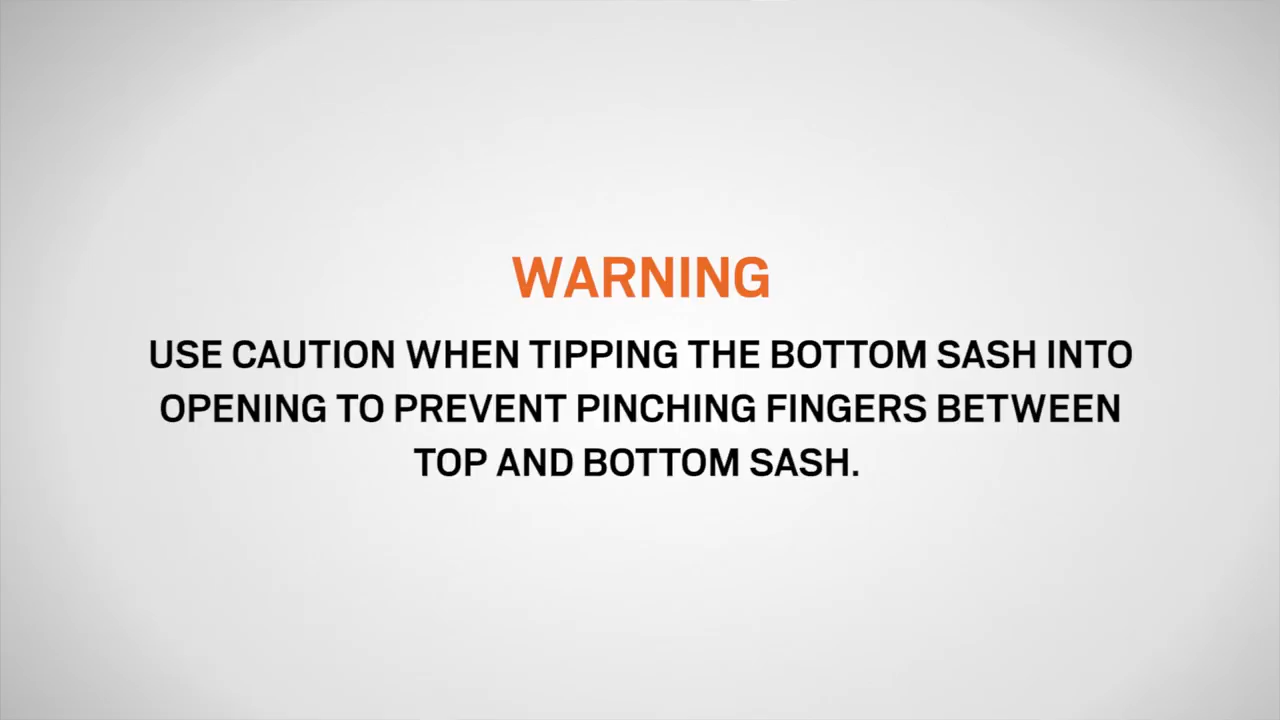 WARNING
USE CAUTION WHEN TIPPING THE BOTTOM SASH INTO
OPENING TO PREVENT PINCHING FINGERS BETWEEN
TOP AND BOTTOM SASH.